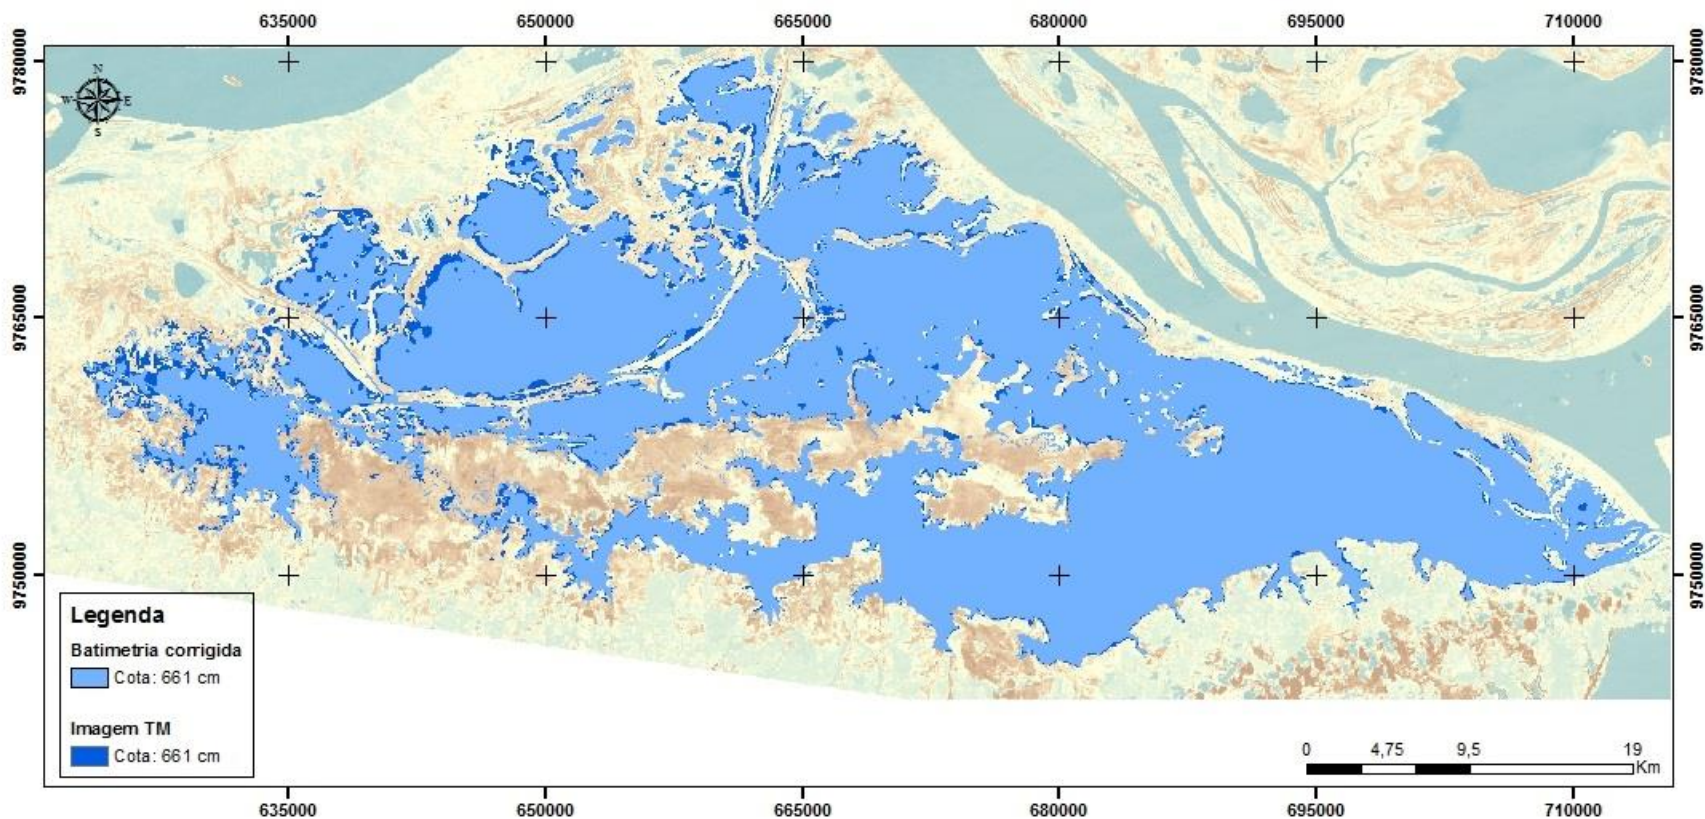 635000 650000 665000 680000 695000 710000
9780000 9780000
N
W E
S
9765000 9765000
9750000 9750000
Legenda
Batimetria corrigida
Cota: 661 cm
Imagem TM
Cota: 661 cm
0 4,75 9,5 19
Km
635000 650000 665000 680000 695000 710000